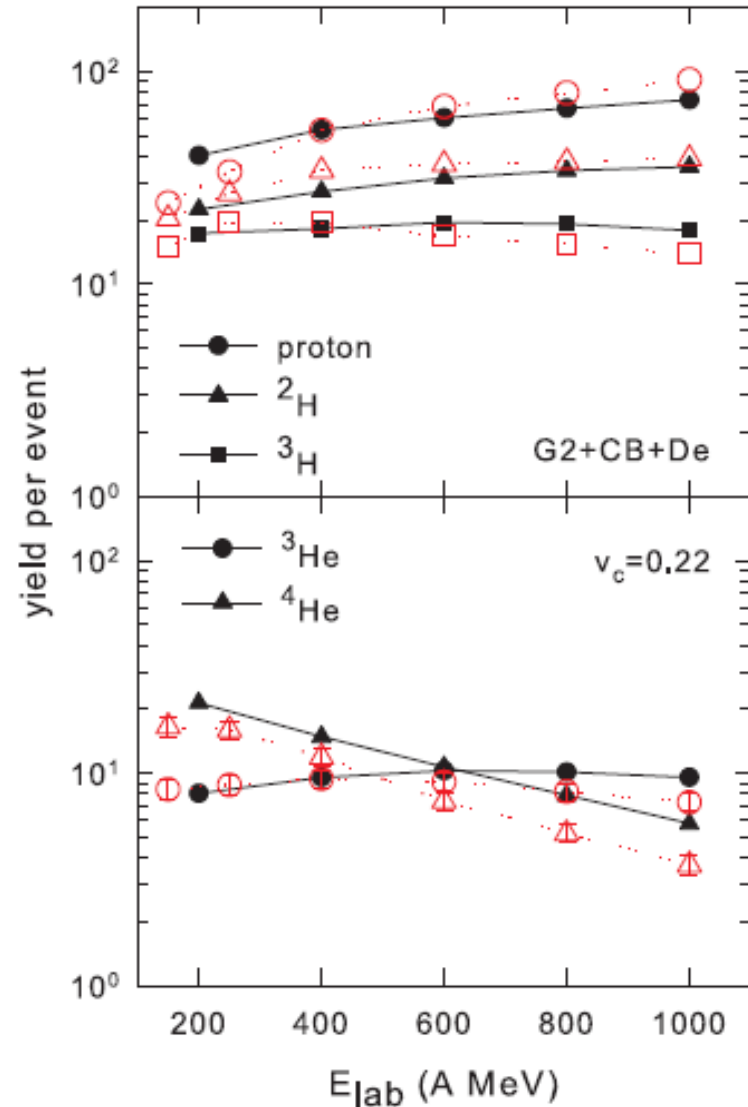 10²
10¹
proton
²H
³H
G2+CB+De
10⁰
yield per event
³He
10²
v_c=0.22
⁴He
10¹
10⁰
200 400 600 800 1000
E_lab (A MeV)